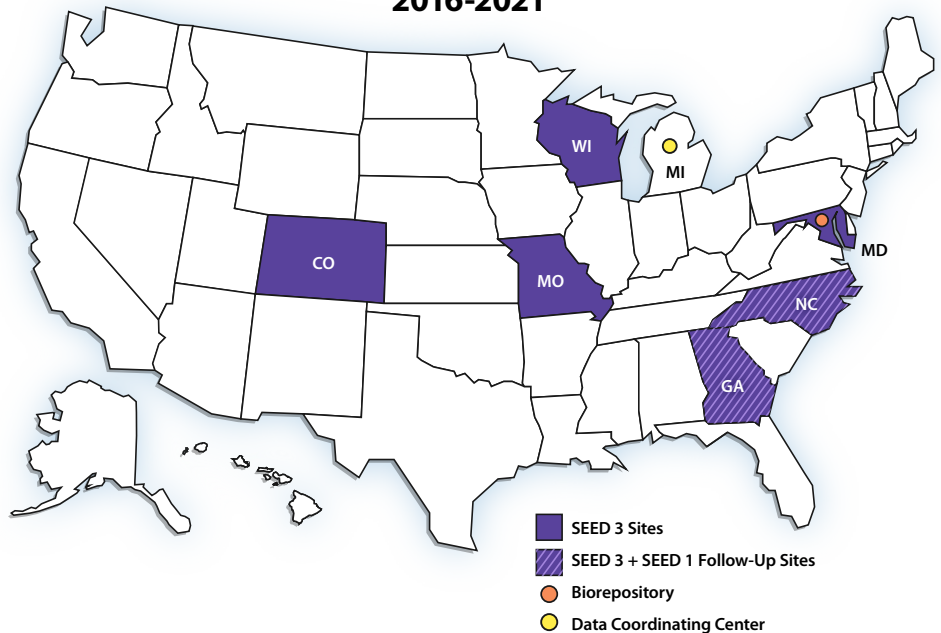 2016-2021
WI
MI
CO
MO
MD
NC
GA
SEED 3 Sites
SEED 3 + SEED 1 Follow-Up Sites
Biorepository
Data Coordinating Center